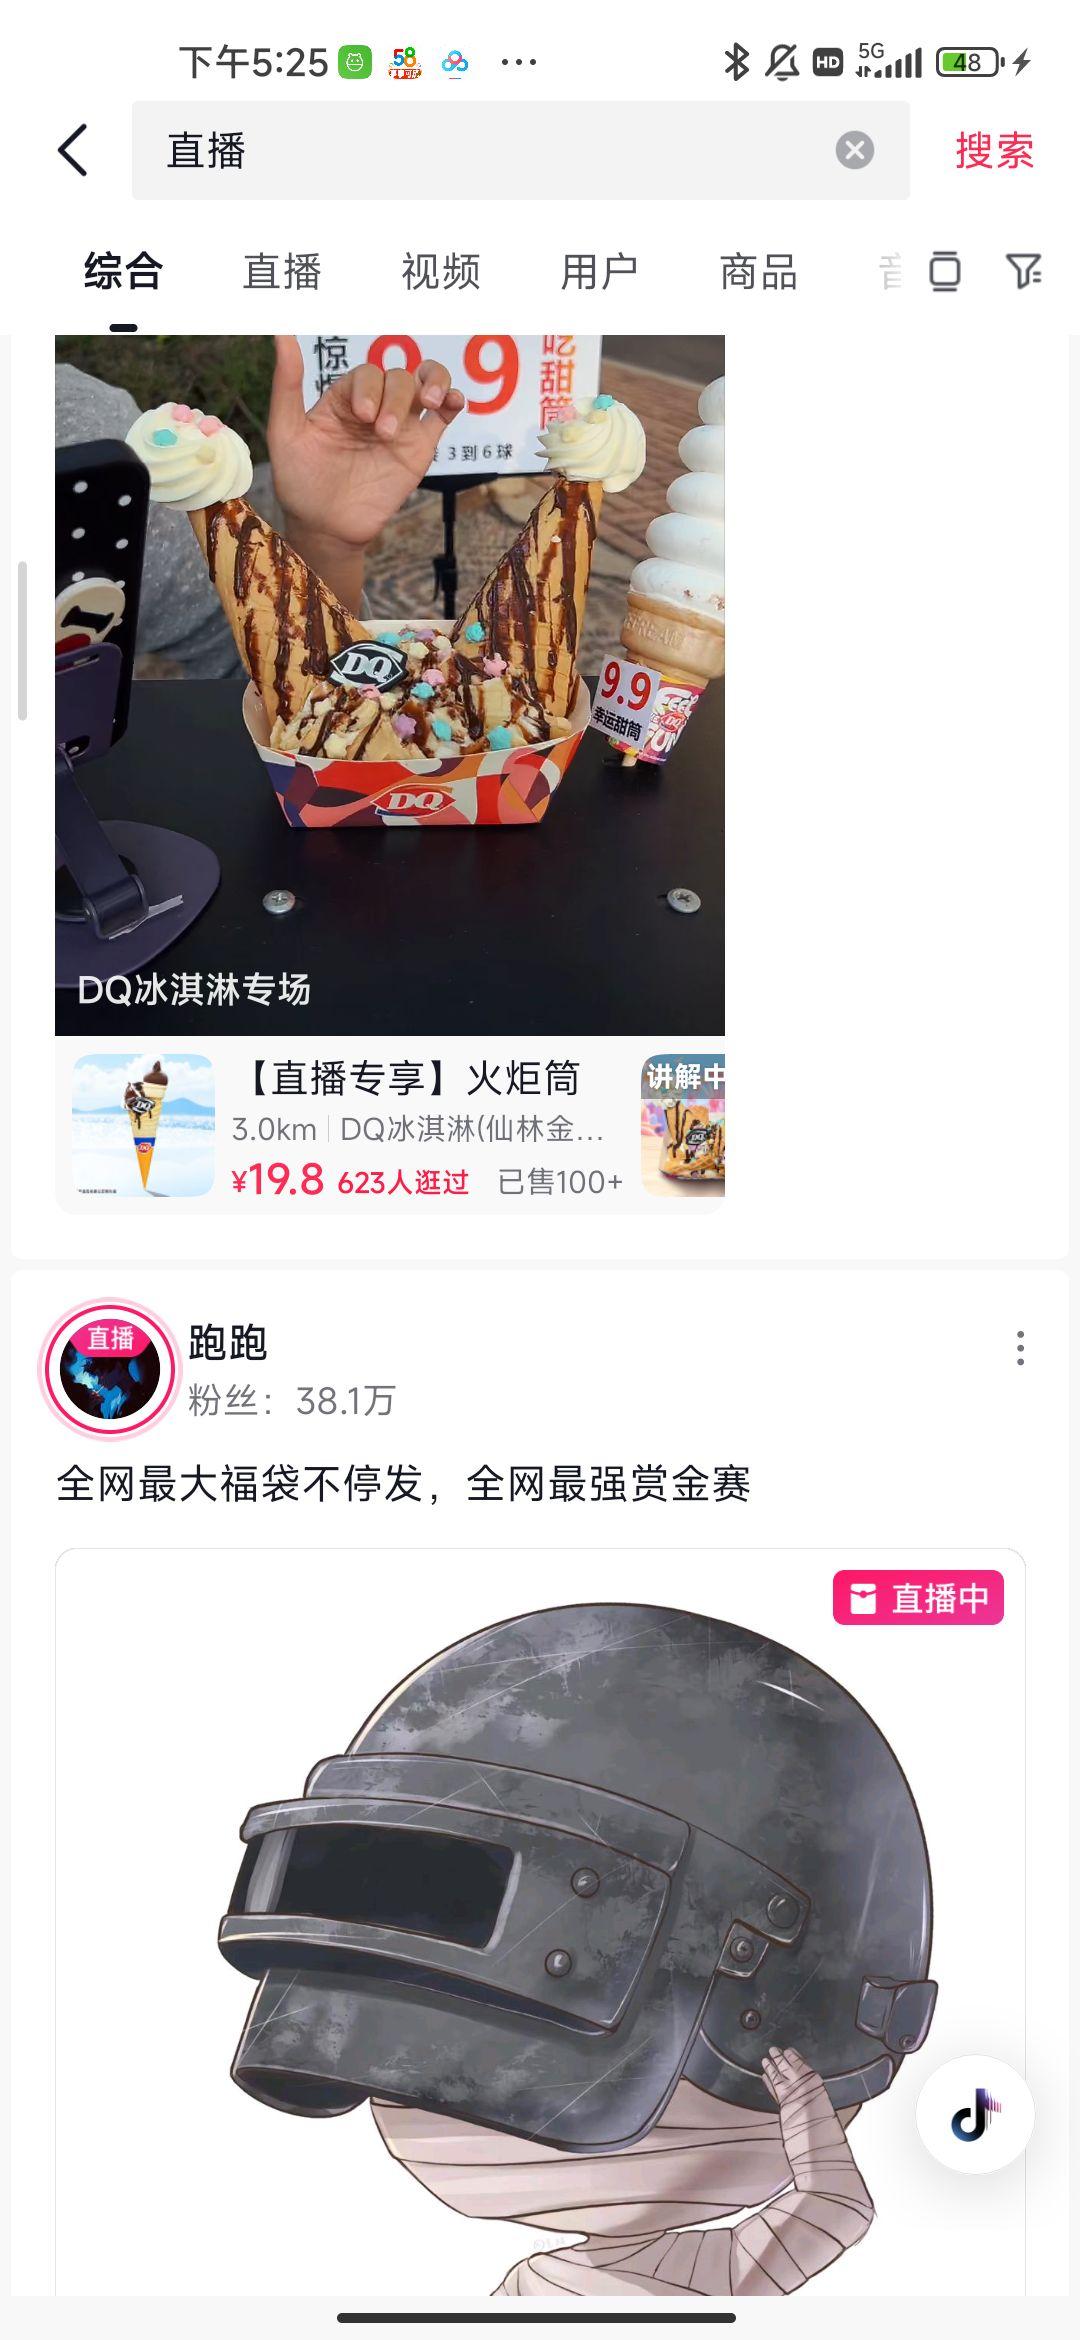 下午5:25
58
HD
5G
48
直播
搜索
综合
直播
视频
用户
商品
惊
9.9
吃甜筒
3到6球
DQ
9.9
幸运甜筒
DQ
DQ冰淇淋专场
【直播专享】火炬筒
讲解中
3.0km
DQ冰淇淋(仙林金...
¥19.8
623人逛过
已售100+
直播
跑跑
粉丝：38.1万
全网最大福袋不停发，全网最强赏金赛
直播中